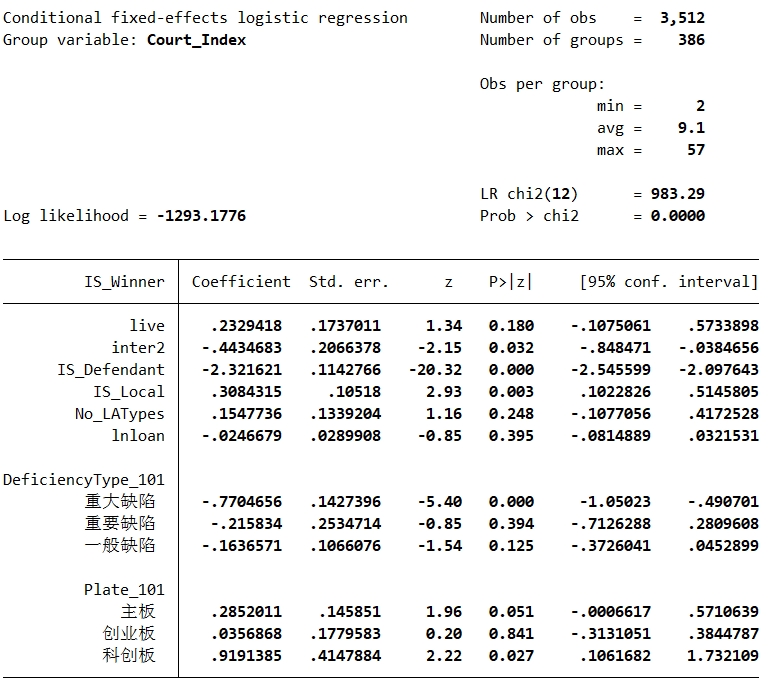 Conditional fixed-effects logistic regression Number of obs = 3,512
Group variable: Court_Index Number of groups = 386
Obs per group:
min = 2
avg = 9.1
max = 57
LR chi2(12) = 983.29
Log likelihood = -1293.1776 Prob > chi2 = 0.0000
IS_Winner Coefficient Std. err. z P>|z| [95% conf. interval]
live .2329418 .1737011 1.34 0.180 -.1075061 .5733898
inter2 -.4434683 .2066378 -2.15 0.032 -.848471 -.0384656
IS_Defendant -2.321621 .1142766 -20.32 0.000 -2.545599 -2.097643
IS_Local .3084315 .10518 2.93 0.003 .1022826 .5145805
No_LATypes .1547736 .1339204 1.16 0.248 -.1077056 .4172528
lnloan -.0246679 .0289908 -0.85 0.395 -.0814889 .0321531
DeficiencyType_101
重大缺陷 -.7704656 .1427396 -5.40 0.000 -1.05023 -.490701
重要缺陷 -.215834 .2534714 -0.85 0.394 -.7126288 .2809608
一般缺陷 -.1636571 .1066076 -1.54 0.125 -.3726041 .0452899
Plate_101
主板 .2852011 .145851 1.96 0.051 -.0006617 .5710639
创业板 .0356868 .1779583 0.20 0.841 -.3131051 .3844787
科创板 .9191385 .4147884 2.22 0.027 .1061682 1.732109